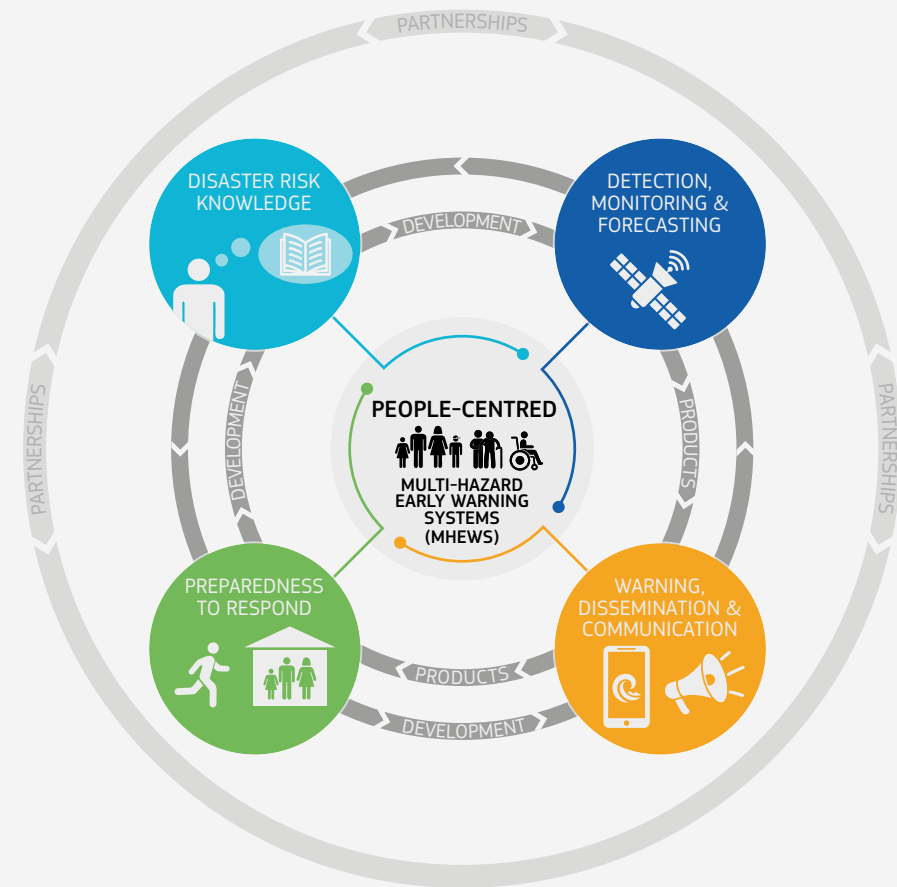 PARTNERSHIPS
DISASTER RISK
KNOWLEDGE
DETECTION,
MONITORING &
FORECASTING
DEVELOPMENT
PARTNERSHIPS
DEVELOPMENT
PEOPLE-CENTRED
MULTI-HAZARD
EARLY WARNING
SYSTEMS
(MHEWS)
PRODUCTS
PARTNERSHIPS
PREPAREDNESS
TO RESPOND
WARNING,
DISSEMINATION &
COMMUNICATION
PRODUCTS
DEVELOPMENT